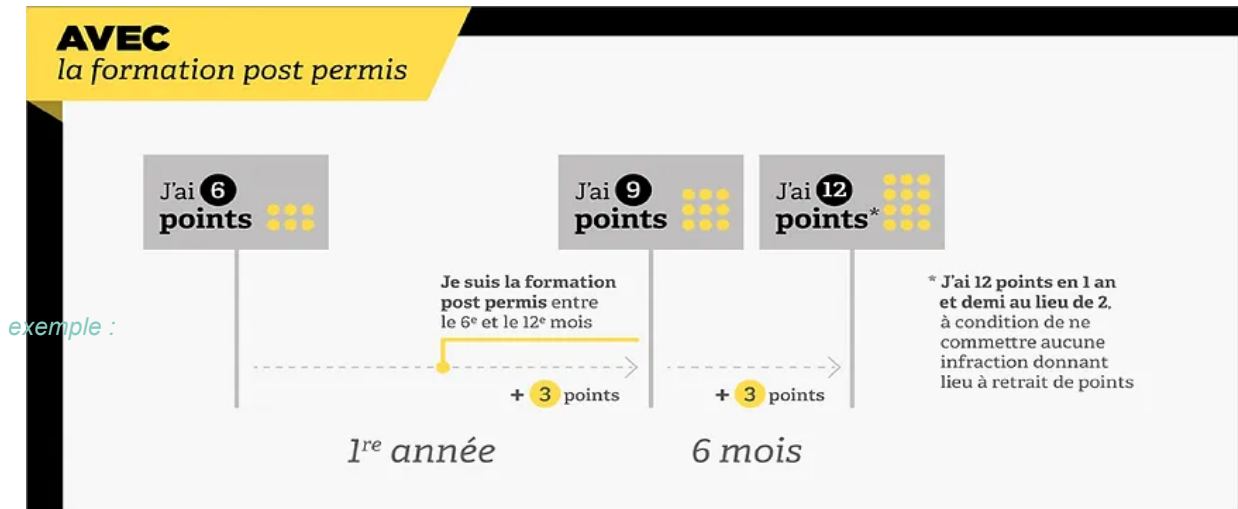 AVEC
la formation post permis
J'ai 6
points
J'ai 9
points
J'ai 12
points*
Je suis la formation
post permis entre
le 6e et le 12e mois
* J'ai 12 points en 1 an
et demi au lieu de 2,
à condition de ne
commettre aucune
infraction donnant
lieu à retrait de points
exemple :
+ 3 points
+ 3 points
1re année
6 mois